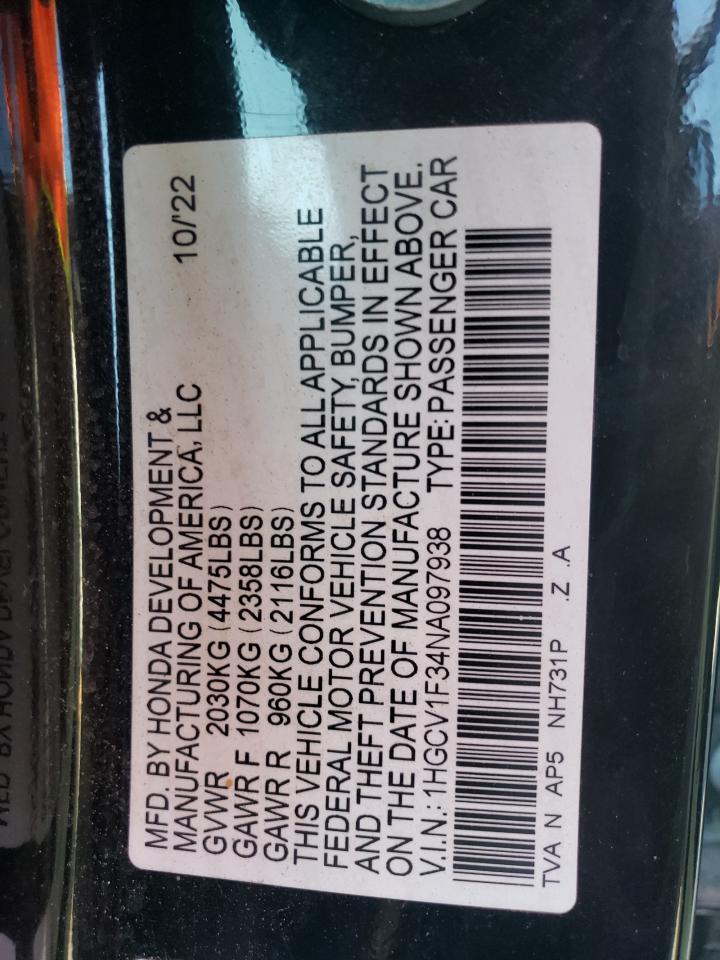 MFD. BY HONDA DEVELOPMENT &
MANUFACTURING OF AMERICA, LLC 10/'22
GVWR 2030KG (4475LBS)
GAWR F 1070KG (2358LBS)
GAWR R 960KG (2116LBS)
THIS VEHICLE CONFORMS TO ALL APPLICABLE
FEDERAL MOTOR VEHICLE SAFETY, BUMPER,
AND THEFT PREVENTION STANDARDS IN EFFECT
ON THE DATE OF MANUFACTURE SHOWN ABOVE.
V.I.N.: 1HGCV1F34NA097938 TYPE: PASSENGER CAR
TVA N AP5 NH731P .Z .A